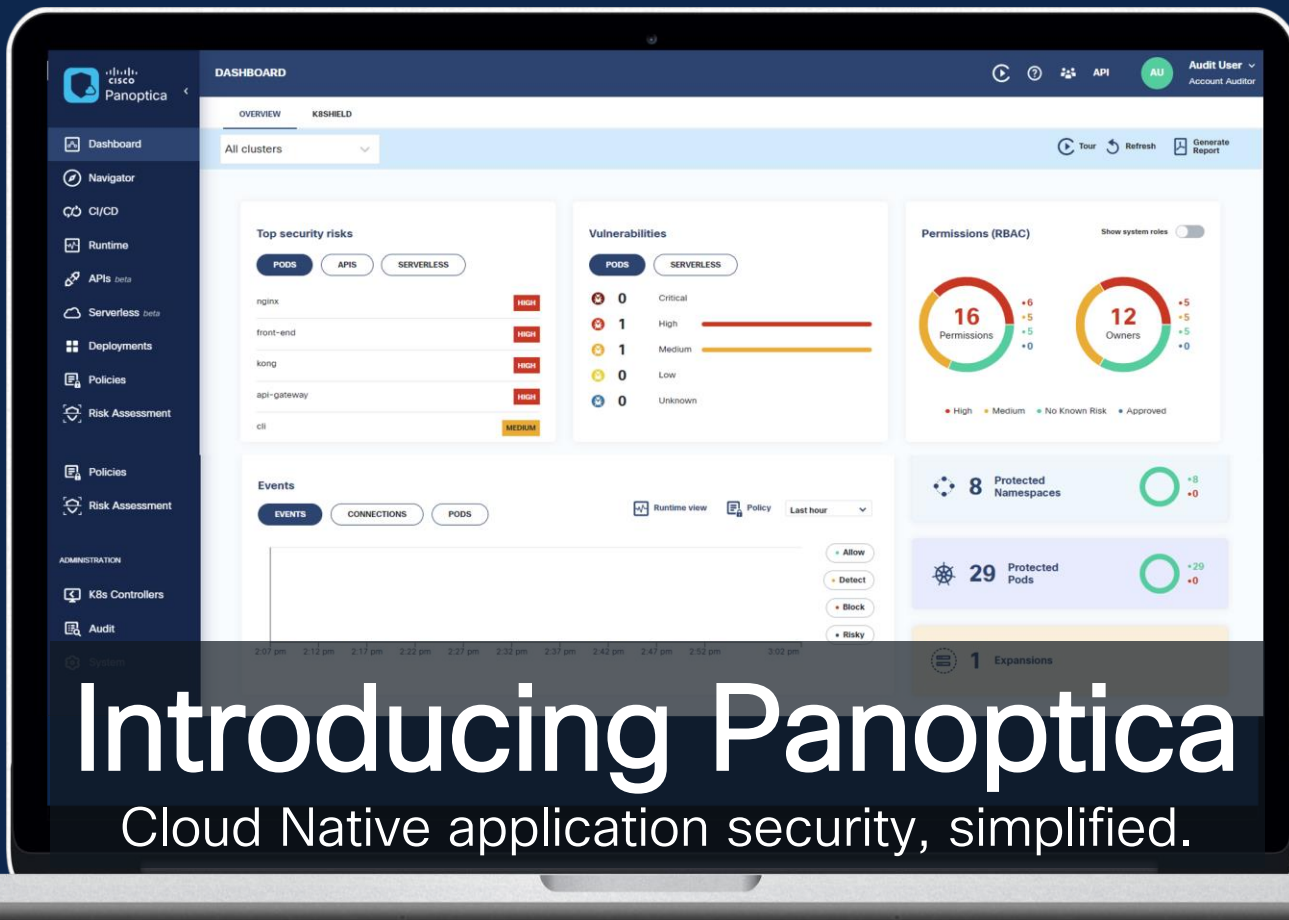 CISCO
Panoptica
DASHBOARD
API
AU
Audit User
Account Auditor
OVERVIEW K8SHIELD
All clusters
Tour Refresh Generate Report
Dashboard
Navigator
CI/CD
Runtime
APIs beta
Serverless beta
Deployments
Policies
Risk Assessment
Policies
Risk Assessment
ADMINISTRATION
K8s Controllers
Audit
System
Top security risks
PODS APIS SERVERLESS
nginx HIGH
front-end HIGH
kong HIGH
api-gateway HIGH
cli MEDIUM
Vulnerabilities
PODS SERVERLESS
0 Critical
1 High
1 Medium
0 Low
0 Unknown
Permissions (RBAC) Show system roles
16
Permissions
•6
•5
•5
•0
12
Owners
•5
•5
•5
•0
• High • Medium • No Known Risk • Approved
Events
EVENTS CONNECTIONS PODS
Runtime view Policy Last hour
• Allow
• Detect
• Block
• Risky
2:07 pm 2:12 pm 2:17 pm 2:22 pm 2:27 pm 2:32 pm 2:37 pm 2:42 pm 2:47 pm 2:52 pm 3:02 pm
8 Protected Namespaces
•8
•0
29 Protected Pods
•29
•0
1 Expansions
Introducing Panoptica
Cloud Native application security, simplified.